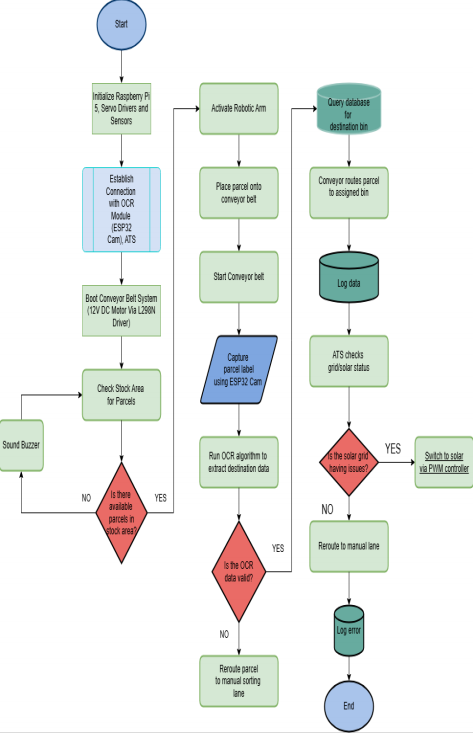 Start
Initialize Raspberry Pi
5, Servo Drivers and
Sensors
Establish
Connection
with OCR
Module
(ESP32
Cam), ATS
Boot Conveyor Belt System
(12V DC Motor Via L298N
Driver)
Check Stock Area
for Parcels
Sound Buzzer
NO
YES
Is there
available
parcels in
stock area?
Activate Robotic Arm
Place parcel onto
conveyor belt
Start Conveyor belt
Capture
parcel label
using ESP32 Cam
Run OCR algorithm to
extract destination data
YES
Is the OCR
data valid?
NO
Reroute parcel
to manual sorting
lane
Query database
for
destination bin
Conveyor routes parcel
to assigned bin
Log data
ATS checks
grid/solar status
Is the solar grid
having issues?
YES
Switch to solar
via PWM controller
NO
Reroute to manual lane
Log error
End